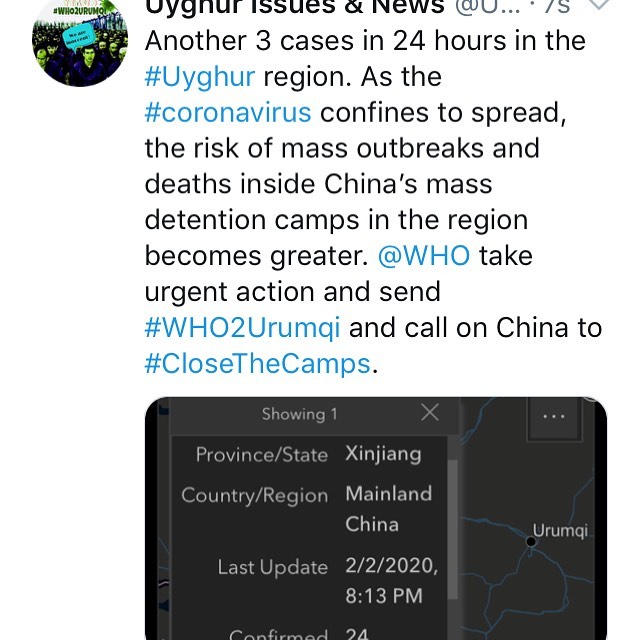 #WHO2URUMQI
Uyghur Issues & News @U... · 7s
Another 3 cases in 24 hours in the
#Uyghur region. As the
#coronavirus confines to spread,
the risk of mass outbreaks and
deaths inside China’s mass
detention camps in the region
becomes greater. @WHO take
urgent action and send
#WHO2Urumqi and call on China to
#CloseTheCamps.
Showing 1
Province/State Xinjiang
Country/Region Mainland
China
Urumqi
Last Update 2/2/2020,
8:13 PM
Confirmed 24